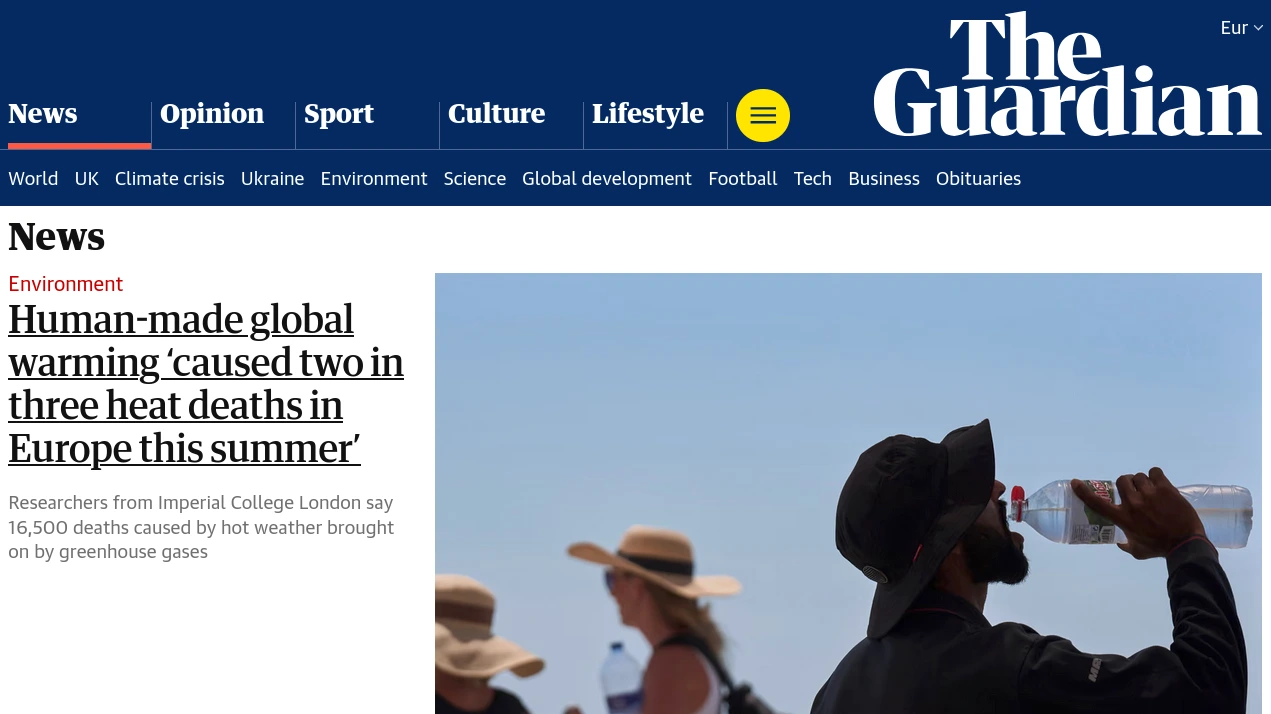 Eur
The
Guardian
News
Opinion
Sport
Culture
Lifestyle
World UK Climate crisis Ukraine Environment Science Global development Football Tech Business Obituaries
News
Environment
Human-made global
warming ‘caused two in
three heat deaths in
Europe this summer’
Researchers from Imperial College London say
16,500 deaths caused by hot weather brought
on by greenhouse gases